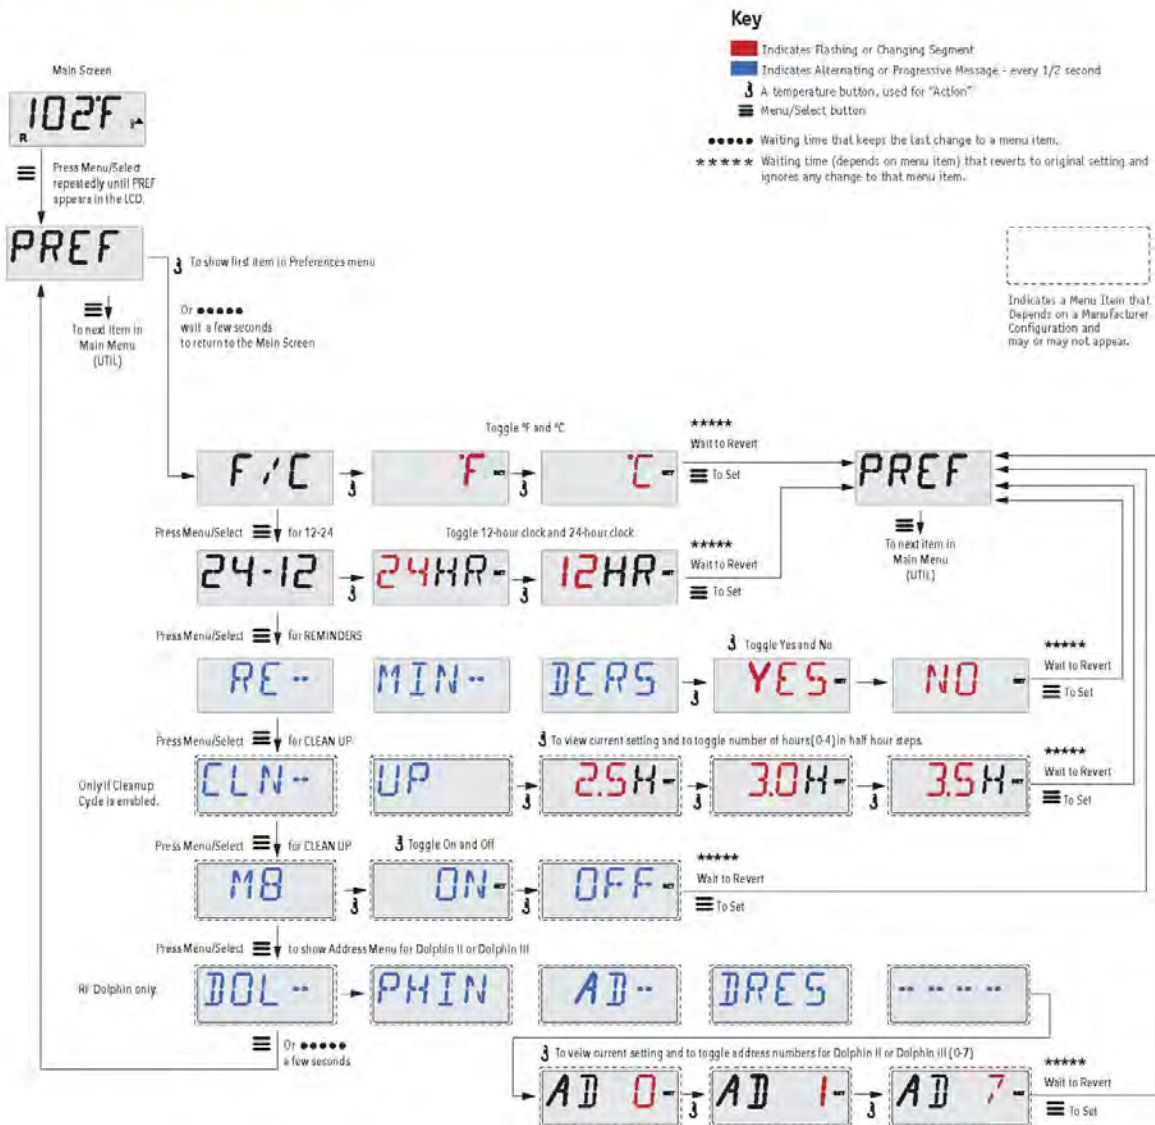 Key
Indicates Flashing or Changing Segment
Indicates Alternating or Progressive Message - every 1/2 second
A temperature button, used for "Action"
Menu/Select button
●●●●● Waiting time that keeps the last change to a menu item.
***** Waiting time (depends on menu item) that reverts to original setting and
ignores any change to that menu item.
Main Screen
102°F
R
Press Menu/Select
repeatedly until PREF
appears in the LCD.
PREF
To show first item in Preferences menu
Or ●●●●●
wait a few seconds
to return to the Main Screen
To next item in
Main Menu
(UTIL)
Indicates a Menu Item that
Depends on a Manufacturer
Configuration and
may or may not appear.
Toggle °F and °C
*****
Wait to Revert
To Set
F/C
°F SET
°C SET
PREF
To next item in
Main Menu
(UTIL)
Press Menu/Select for 12-24
Toggle 12-hour clock and 24-hour clock
*****
Wait to Revert
To Set
24-12
24HR
12HR
Press Menu/Select for REMINDERS
Toggle Yes and No
*****
Wait to Revert
To Set
RE--
MIN--
DERS
YES
NO
Press Menu/Select for CLEAN UP
To view current setting and to toggle number of hours(0-4) in half hour steps.
*****
Wait to Revert
To Set
Only if Cleanup
Cycle is enabled.
CLN--
UP
2.5H
3.0H
3.5H
Press Menu/Select for CLEAN UP
Toggle On and Off
*****
Wait to Revert
To Set
M8
ON SET
OFF SET
Press Menu/Select to show Address Menu for Dolphin II or Dolphin III
RF Dolphin only.
DOL--
PHIN
AD--
DRES
----
Or ●●●●●
a few seconds
To veiw current setting and to toggle address numbers for Dolphin II or Dolphin III (0-7)
*****
Wait to Revert
To Set
AD 0
AD 1
AD 7